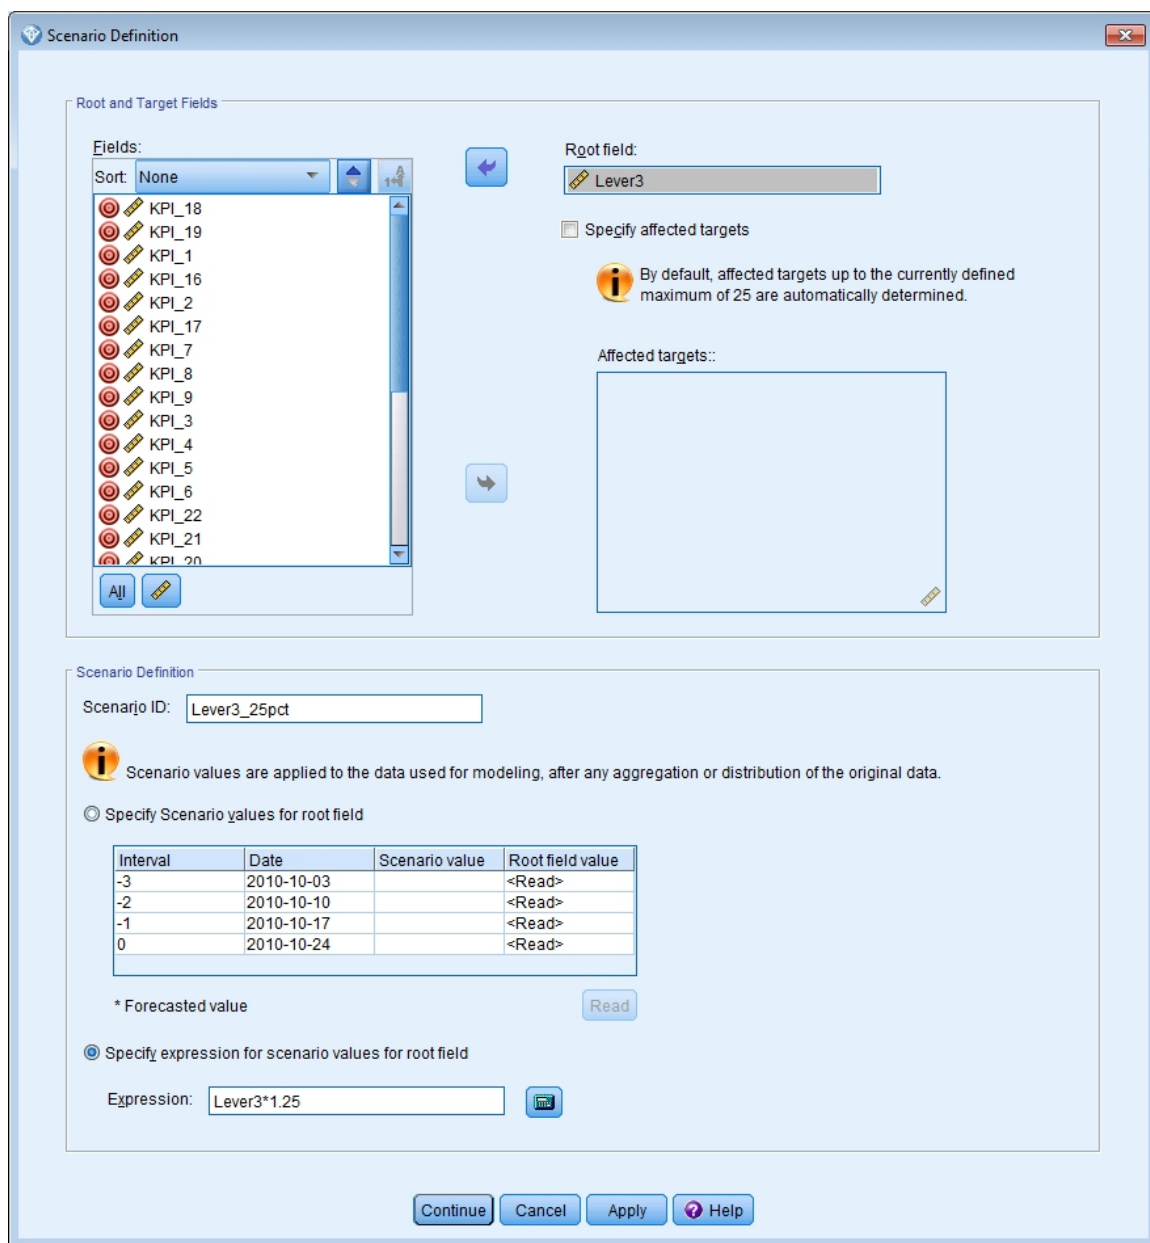 Scenario Definition
Root and Target Fields
Fields:
Sort: None
KPI_18
KPI_19
KPI_1
KPI_16
KPI_2
KPI_17
KPI_7
KPI_8
KPI_9
KPI_3
KPI_4
KPI_5
KPI_6
KPI_22
KPI_21
KPI_20
All
Root field:
Lever3
Specify affected targets
By default, affected targets up to the currently defined
maximum of 25 are automatically determined.
Affected targets::
Scenario Definition
Scenario ID: Lever3_25pct
Scenario values are applied to the data used for modeling, after any aggregation or distribution of the original data.
Specify Scenario values for root field
Interval Date Scenario value Root field value
-3 2010-10-03 <Read>
-2 2010-10-10 <Read>
-1 2010-10-17 <Read>
0 2010-10-24 <Read>
* Forecasted value Read
Specify expression for scenario values for root field
Expression: Lever3*1.25
Continue Cancel Apply Help